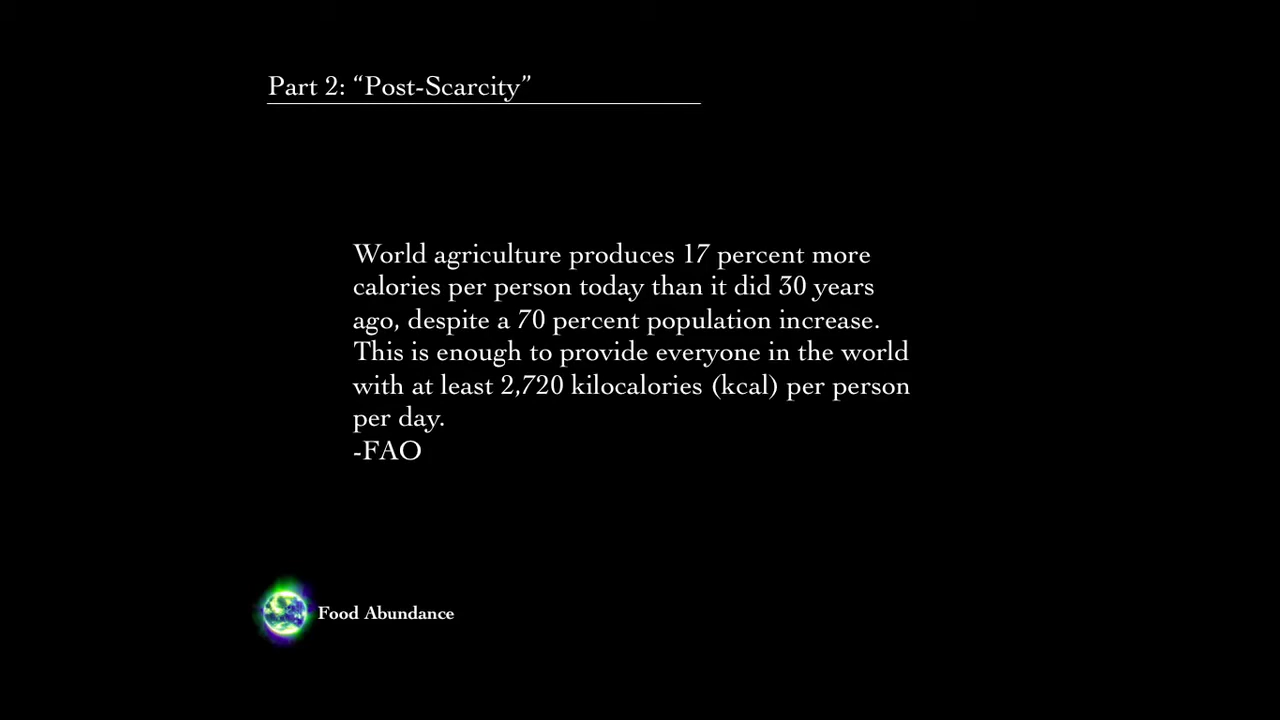 Part 2: “Post-Scarcity”
World agriculture produces 17 percent more
calories per person today than it did 30 years
ago, despite a 70 percent population increase.
This is enough to provide everyone in the world
with at least 2,720 kilocalories (kcal) per person
per day.
-FAO
Food Abundance